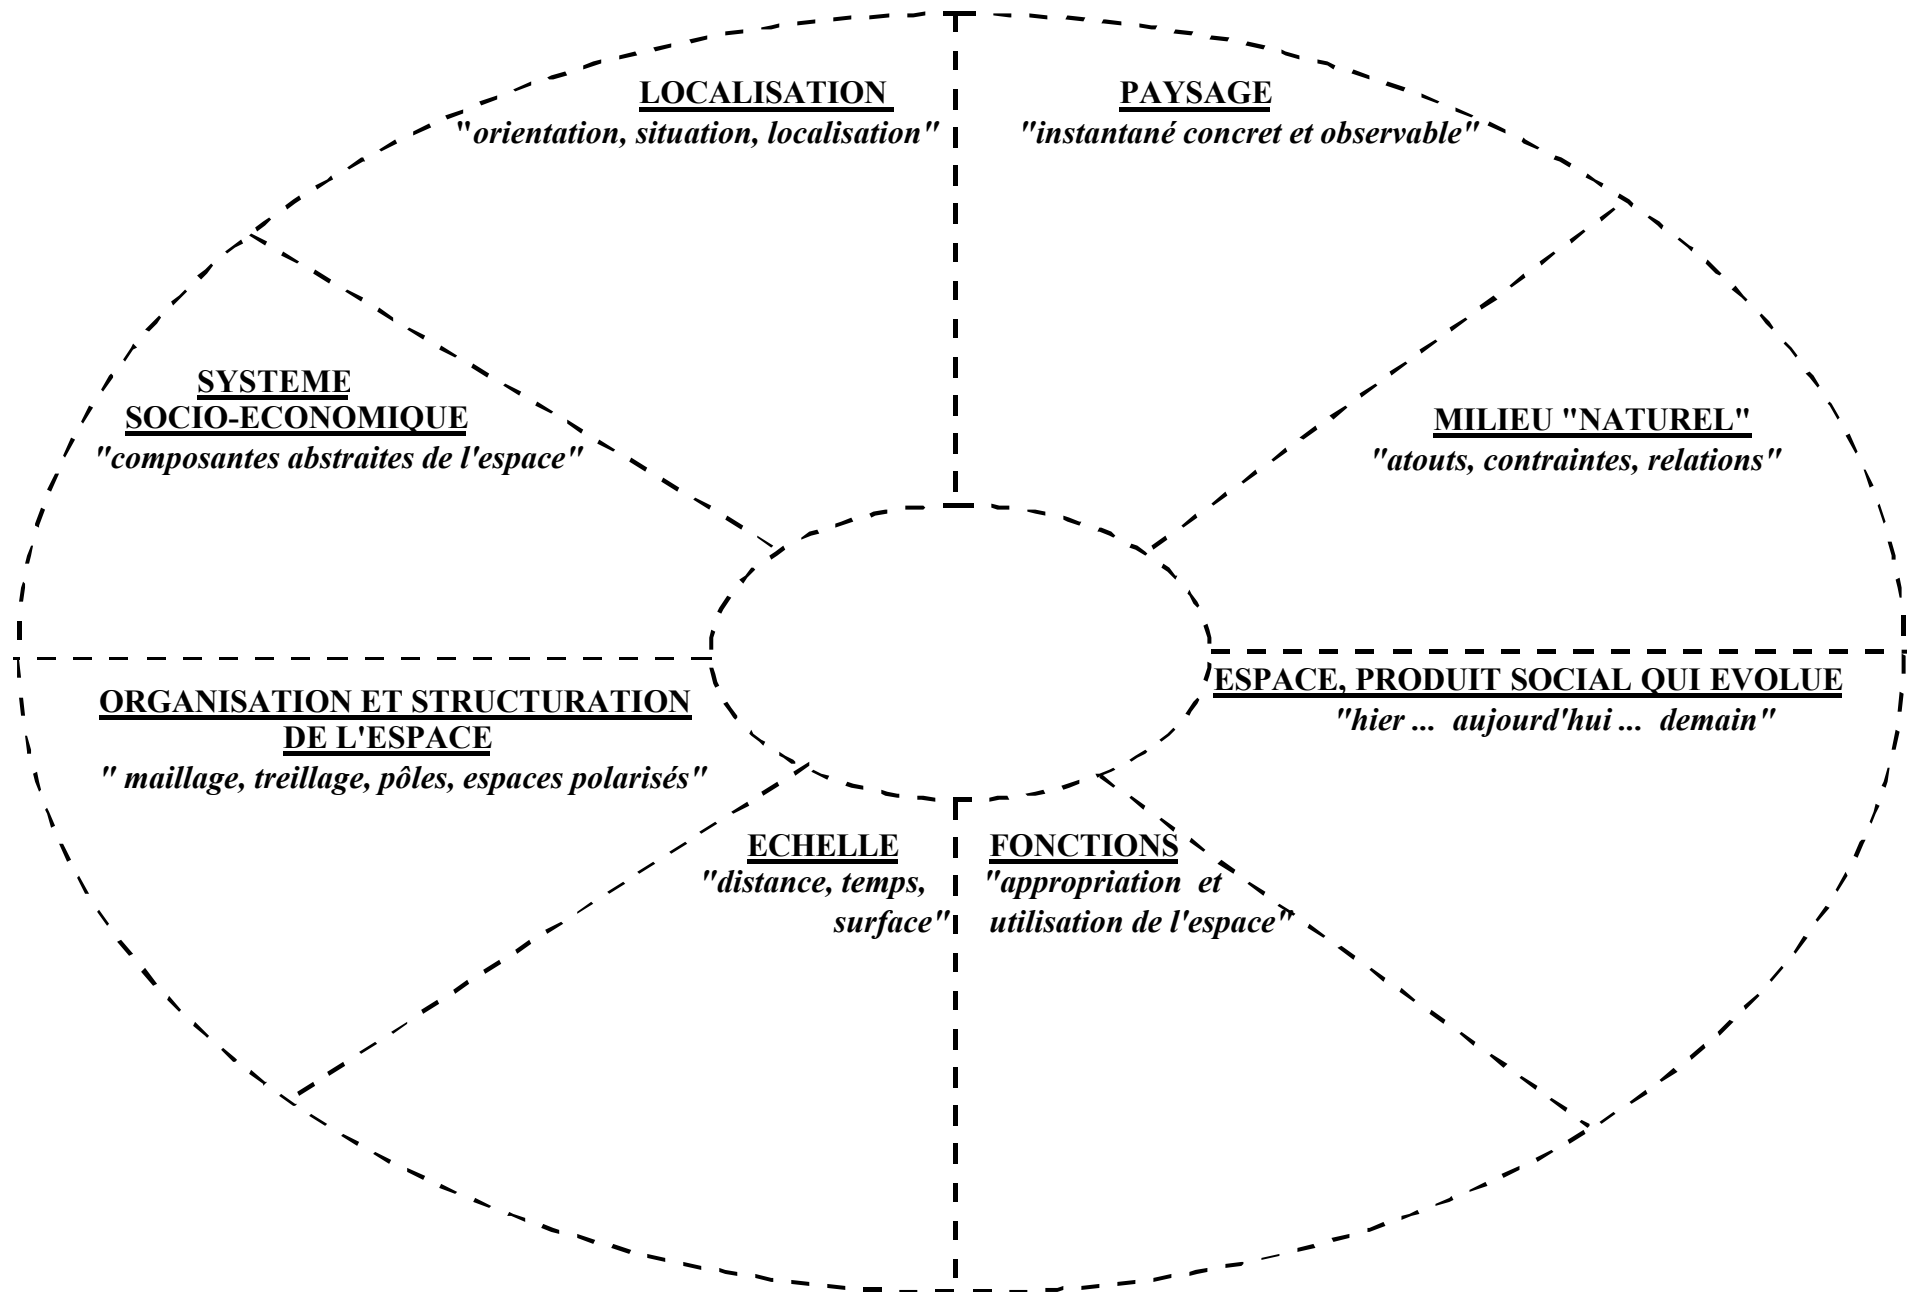 LOCALISATION
"orientation, situation, localisation"
PAYSAGE
"instantané concret et observable"
SYSTEME
SOCIO-ECONOMIQUE
"composantes abstraites de l'espace"
MILIEU "NATUREL"
"atouts, contraintes, relations"
ORGANISATION ET STRUCTURATION
DE L'ESPACE
" maillage, treillage, pôles, espaces polarisés"
ESPACE, PRODUIT SOCIAL QUI EVOLUE
"hier ... aujourd'hui ... demain"
ECHELLE
"distance, temps,
surface"
FONCTIONS
"appropriation et
utilisation de l'espace"